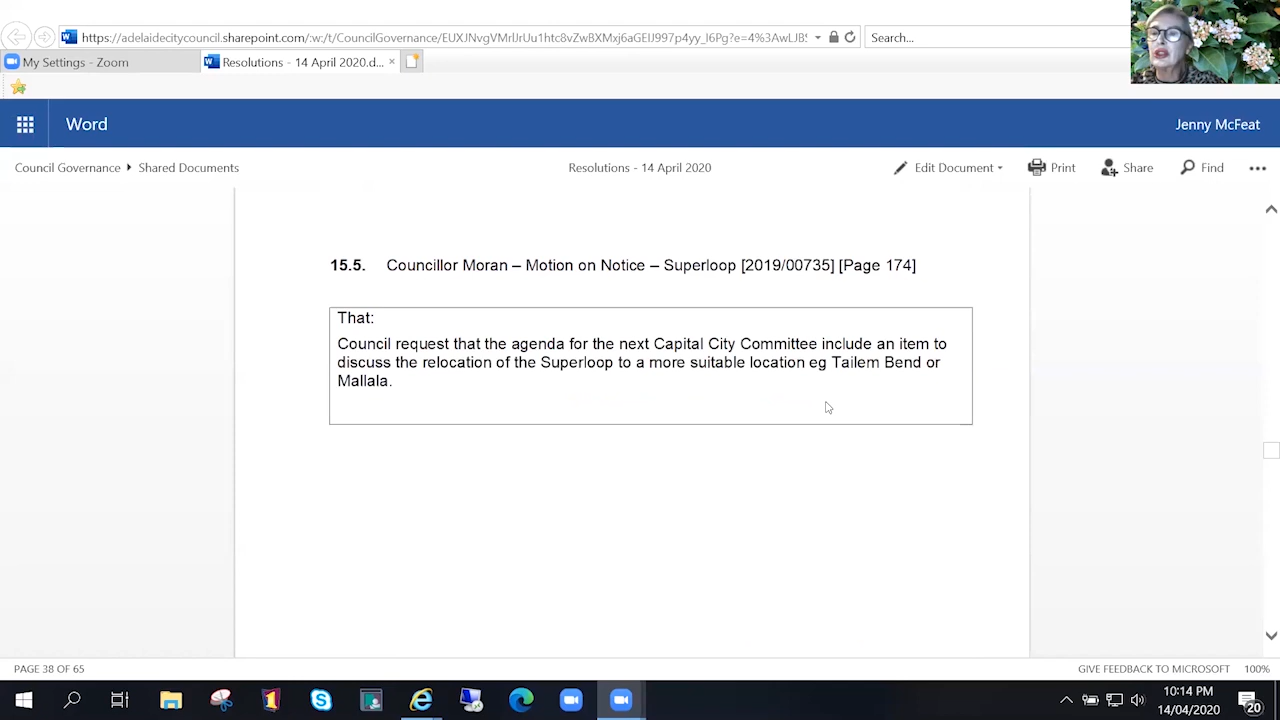 https://adelaidecitycouncil.sharepoint.com/:w:/t/CouncilGovernance/
Search...
My Settings - Zoom
Resolutions - 14 April 2020.d...
Word
Jenny McFeat
Council Governance Shared Documents
Resolutions - 14 April 2020
Edit Document
Print
Share
Find
15.5. Councillor Moran – Motion on Notice – Superloop [2019/00735] [Page 174]
That:
Council request that the agenda for the next Capital City Committee include an item to
discuss the relocation of the Superloop to a more suitable location eg Tailem Bend or
Mallala.
PAGE 38 OF 65
GIVE FEEDBACK TO MICROSOFT 100%
10:14 PM
14/04/2020
20